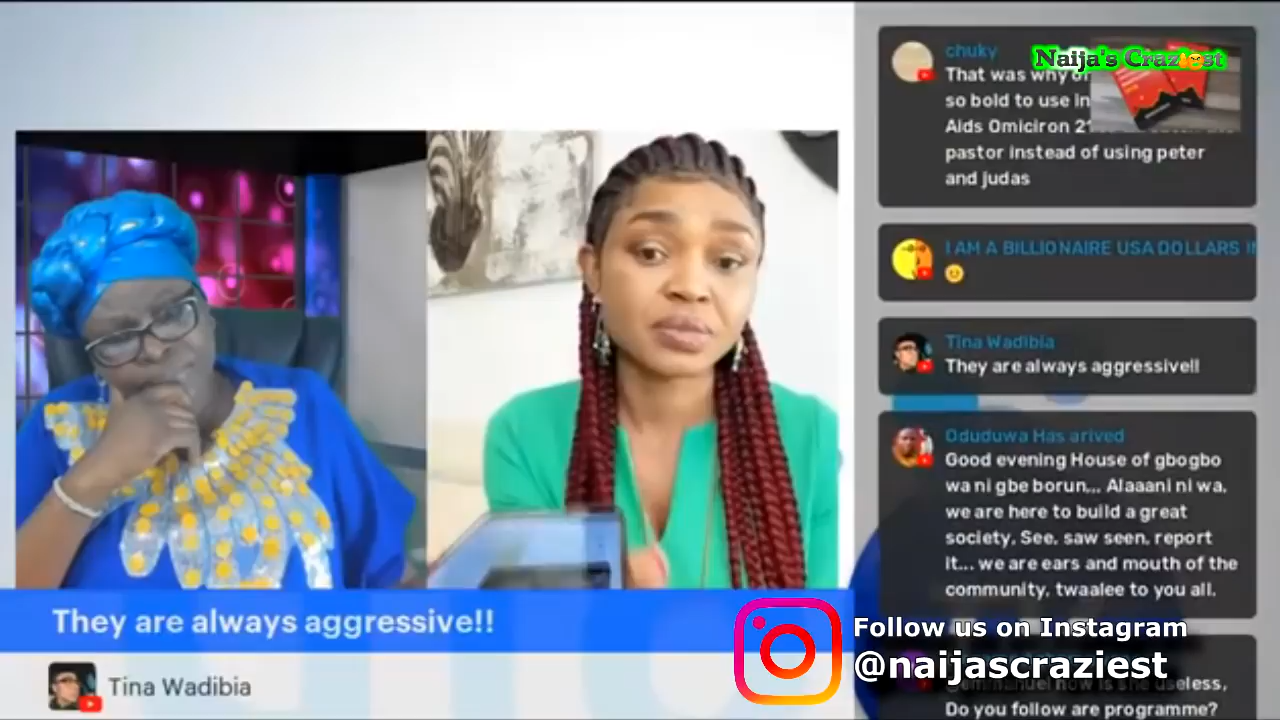 Naija's Craziest
chuky
That was why
so bold to use in
Aids Omiciron
pastor instead of using peter
and judas
I AM A BILLIONAIRE USA DOLLARS
Tina Wadibia
They are always aggressive!!
Oduduwa Has arived
Good evening House of gbogbo
wa ni gbe borun,,, Alaaani ni wa,
we are here to build a great
society, See, saw seen, report
it... we are ears and mouth of the
community, twaalee to you all.
useless,
Do you follow are programme?
They are always aggressive!!
Tina Wadibia
Follow us on Instagram
@naijascraziest